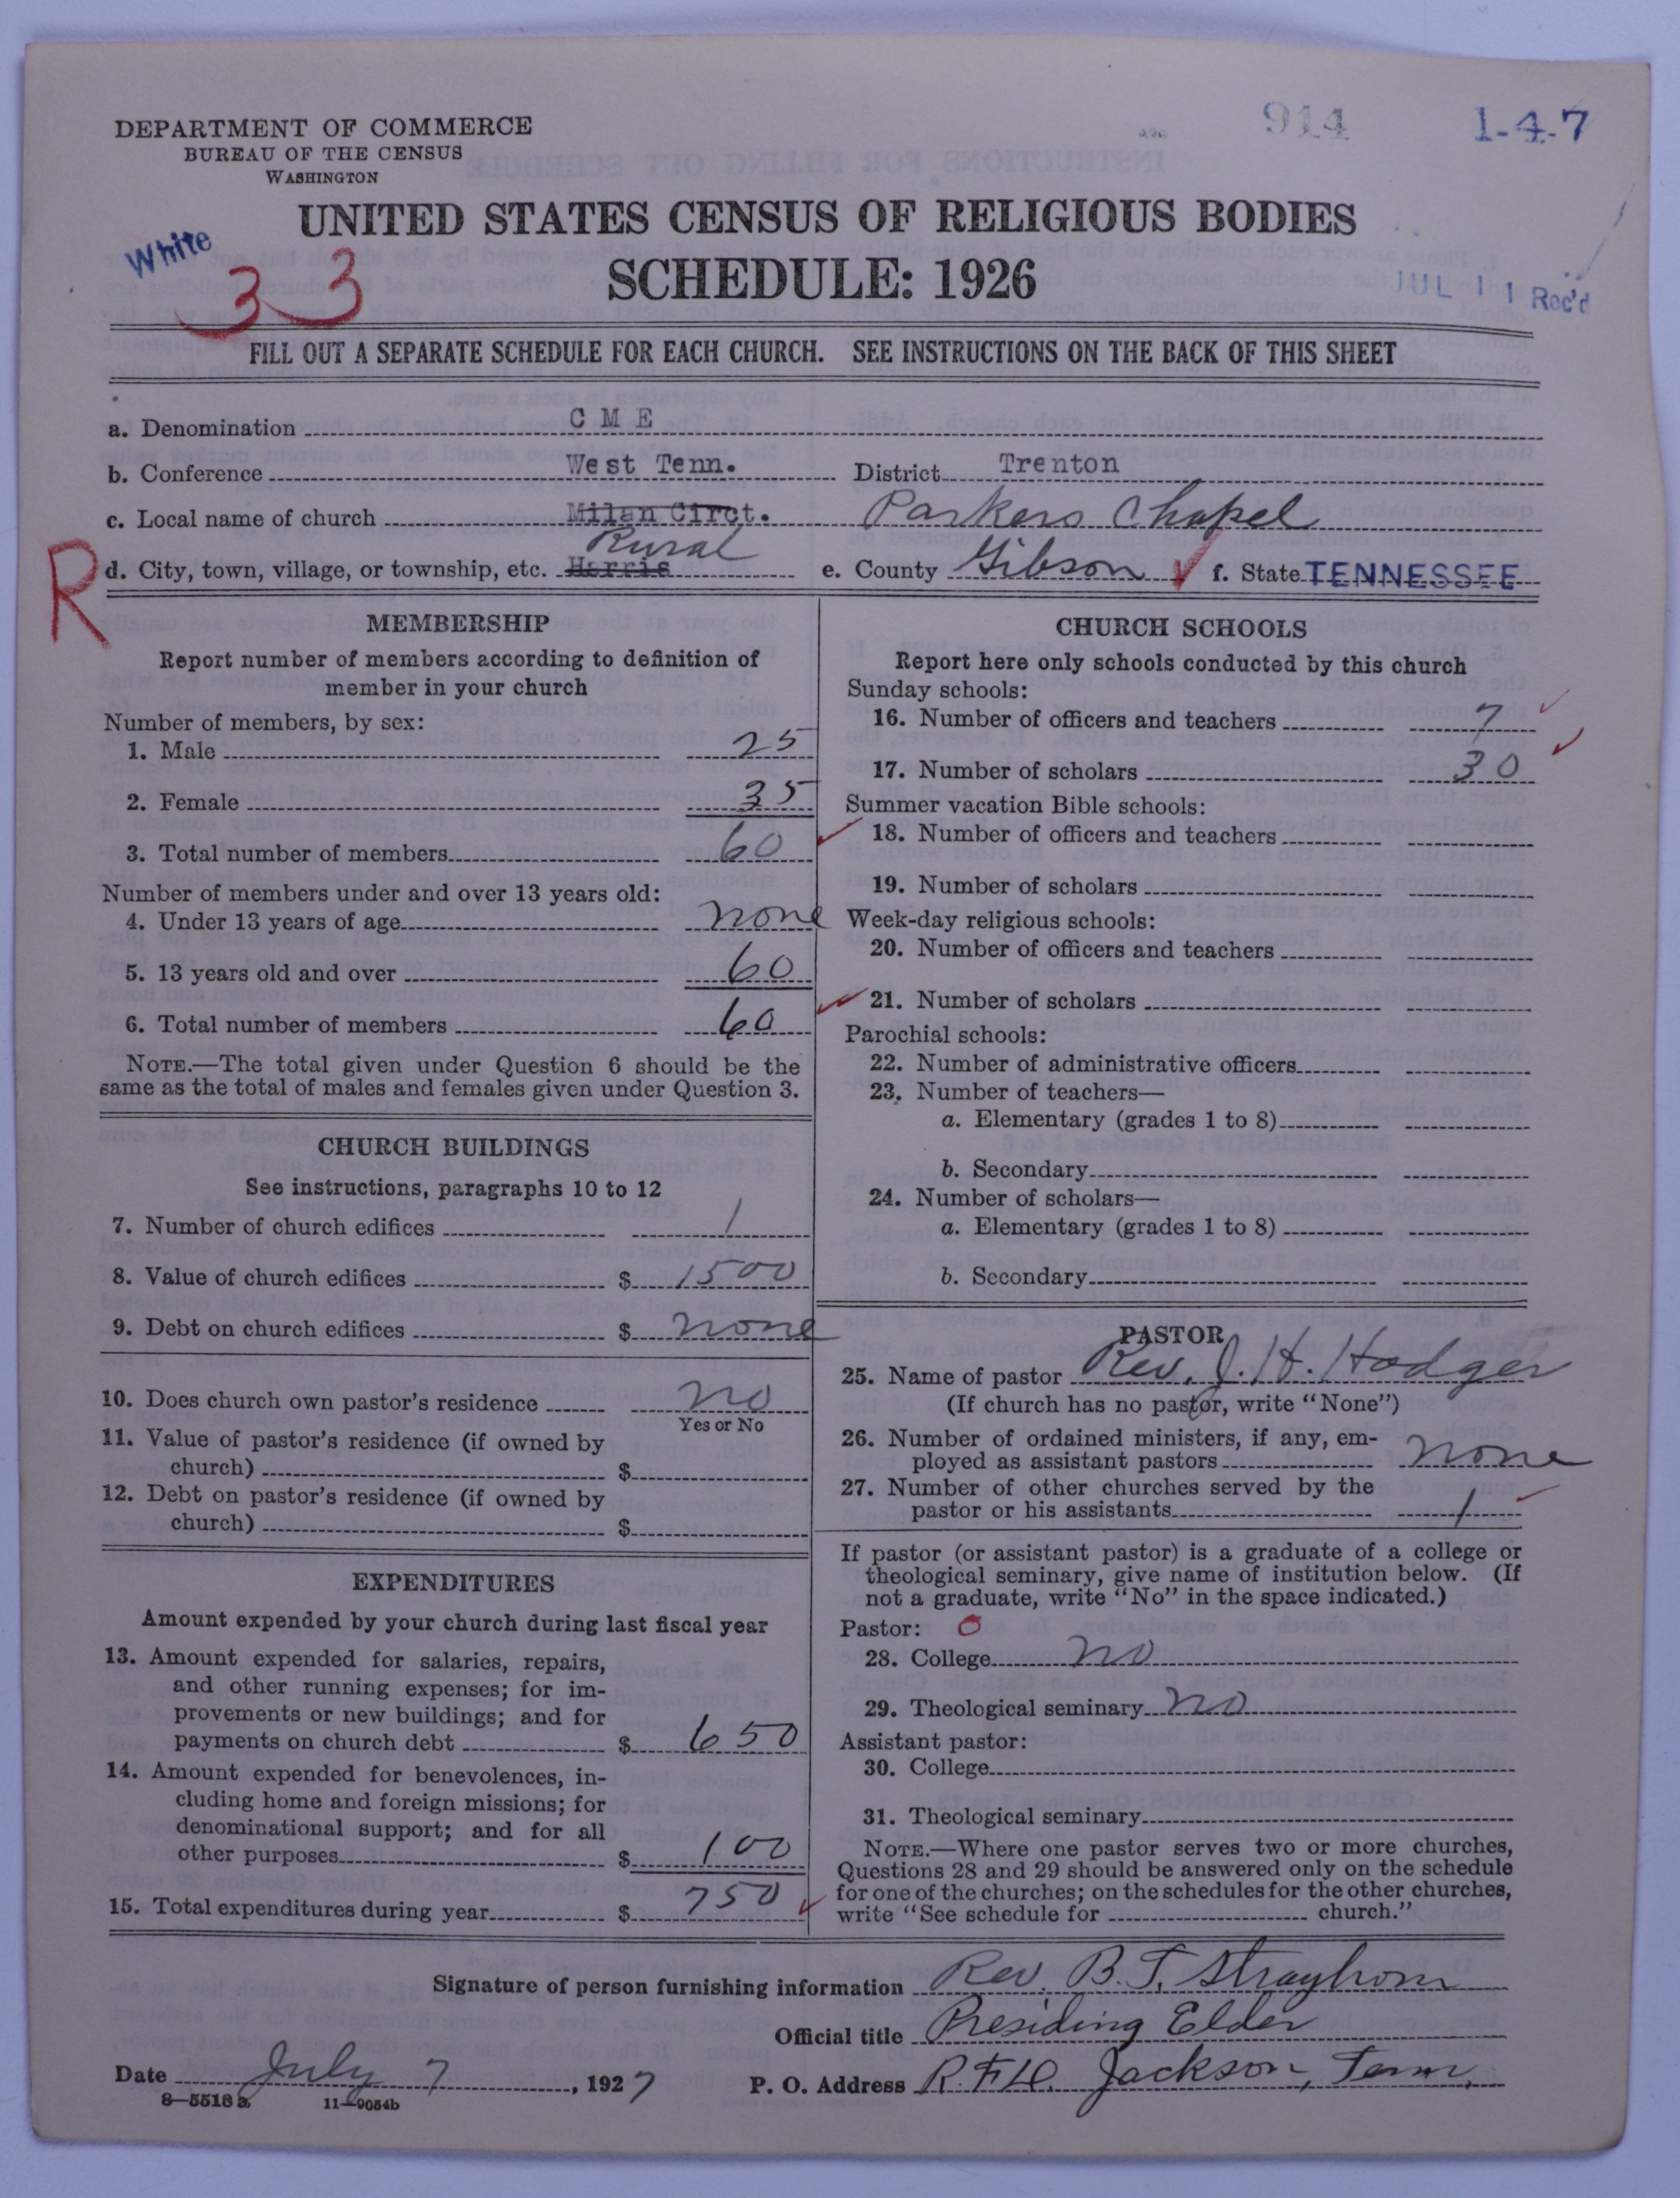 DEPARTMENT OF COMMERCE
BUREAU OF THE CENSUS
WASHINGTON
914
1-4-7
UNITED STATES CENSUS OF RELIGIOUS BODIES
White
33
SCHEDULE: 1926
JUL 11 Rec'd
FILL OUT A SEPARATE SCHEDULE FOR EACH CHURCH. SEE INSTRUCTIONS ON THE BACK OF THIS SHEET
a. Denomination C M E
b. Conference West Tenn. District Trenton
c. Local name of church Milan Circt. Parkers Chapel
Rural
R
d. City, town, village, or township, etc. Harris e. County Gibson f. State TENNESSEE
MEMBERSHIP
Report number of members according to definition of
member in your church
Number of members, by sex:
1. Male 25
2. Female 35
3. Total number of members 60
Number of members under and over 13 years old:
4. Under 13 years of age none
5. 13 years old and over 60
6. Total number of members 60
NOTE.—The total given under Question 6 should be the
same as the total of males and females given under Question 3.
CHURCH BUILDINGS
See instructions, paragraphs 10 to 12
7. Number of church edifices 1
8. Value of church edifices $ 1500
9. Debt on church edifices $ none
10. Does church own pastor's residence no
Yes or No
11. Value of pastor's residence (if owned by
church) $
12. Debt on pastor's residence (if owned by
church) $
EXPENDITURES
Amount expended by your church during last fiscal year
13. Amount expended for salaries, repairs,
and other running expenses; for im-
provements or new buildings; and for
payments on church debt $ 650
14. Amount expended for benevolences, in-
cluding home and foreign missions; for
denominational support; and for all
other purposes $ 100
15. Total expenditures during year $ 750
CHURCH SCHOOLS
Report here only schools conducted by this church
Sunday schools:
16. Number of officers and teachers 7
17. Number of scholars 30
Summer vacation Bible schools:
18. Number of officers and teachers
19. Number of scholars
Week-day religious schools:
20. Number of officers and teachers
21. Number of scholars
Parochial schools:
22. Number of administrative officers
23. Number of teachers—
a. Elementary (grades 1 to 8)
b. Secondary
24. Number of scholars—
a. Elementary (grades 1 to 8)
b. Secondary
PASTOR
25. Name of pastor Rev. J. H. Hodger
(If church has no pastor, write "None")
26. Number of ordained ministers, if any, em-
ployed as assistant pastors none
27. Number of other churches served by the
pastor or his assistants 1
If pastor (or assistant pastor) is a graduate of a college or
theological seminary, give name of institution below. (If
not a graduate, write "No" in the space indicated.)
Pastor: 0
28. College no
29. Theological seminary no
Assistant pastor:
30. College
31. Theological seminary
NOTE.—Where one pastor serves two or more churches,
Questions 28 and 29 should be answered only on the schedule
for one of the churches; on the schedules for the other churches,
write "See schedule for church."
Signature of person furnishing information Rev. B. T. Strayhorn
Official title Presiding Elder
Date July 7, 1927 P. O. Address R.F.D. Jackson, Tenn.
8—5518a 11—9054b